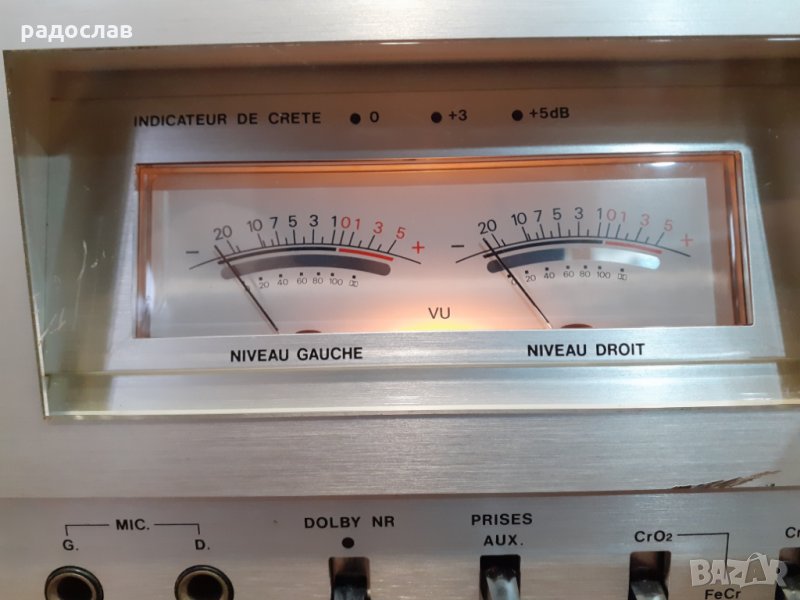 радослав
INDICATEUR DE CRETE 0 +3 +5dB
20 10 7 5 3 1 0 1 3 5
− +
20 40 60 80 100
20 10 7 5 3 1 0 1 3 5
− +
20 40 60 80 100
VU
NIVEAU GAUCHE NIVEAU DROIT
MIC.
G. D.
DOLBY NR
PRISES
AUX.
CrO2
FeCr
BAZAR